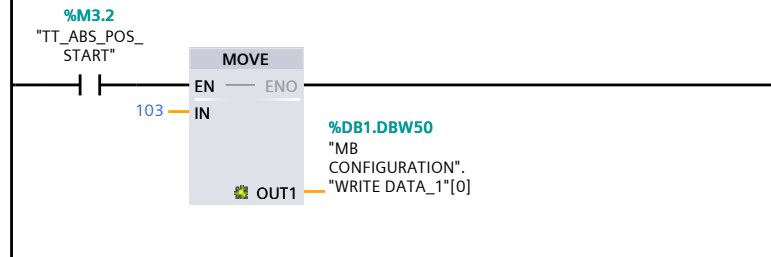 %M3.2
"TT_ABS_POS_
START"
MOVE
EN
ENO
103
IN
%DB1.DBW50
"MB
CONFIGURATION".
"WRITE DATA_1"[0]
OUT1